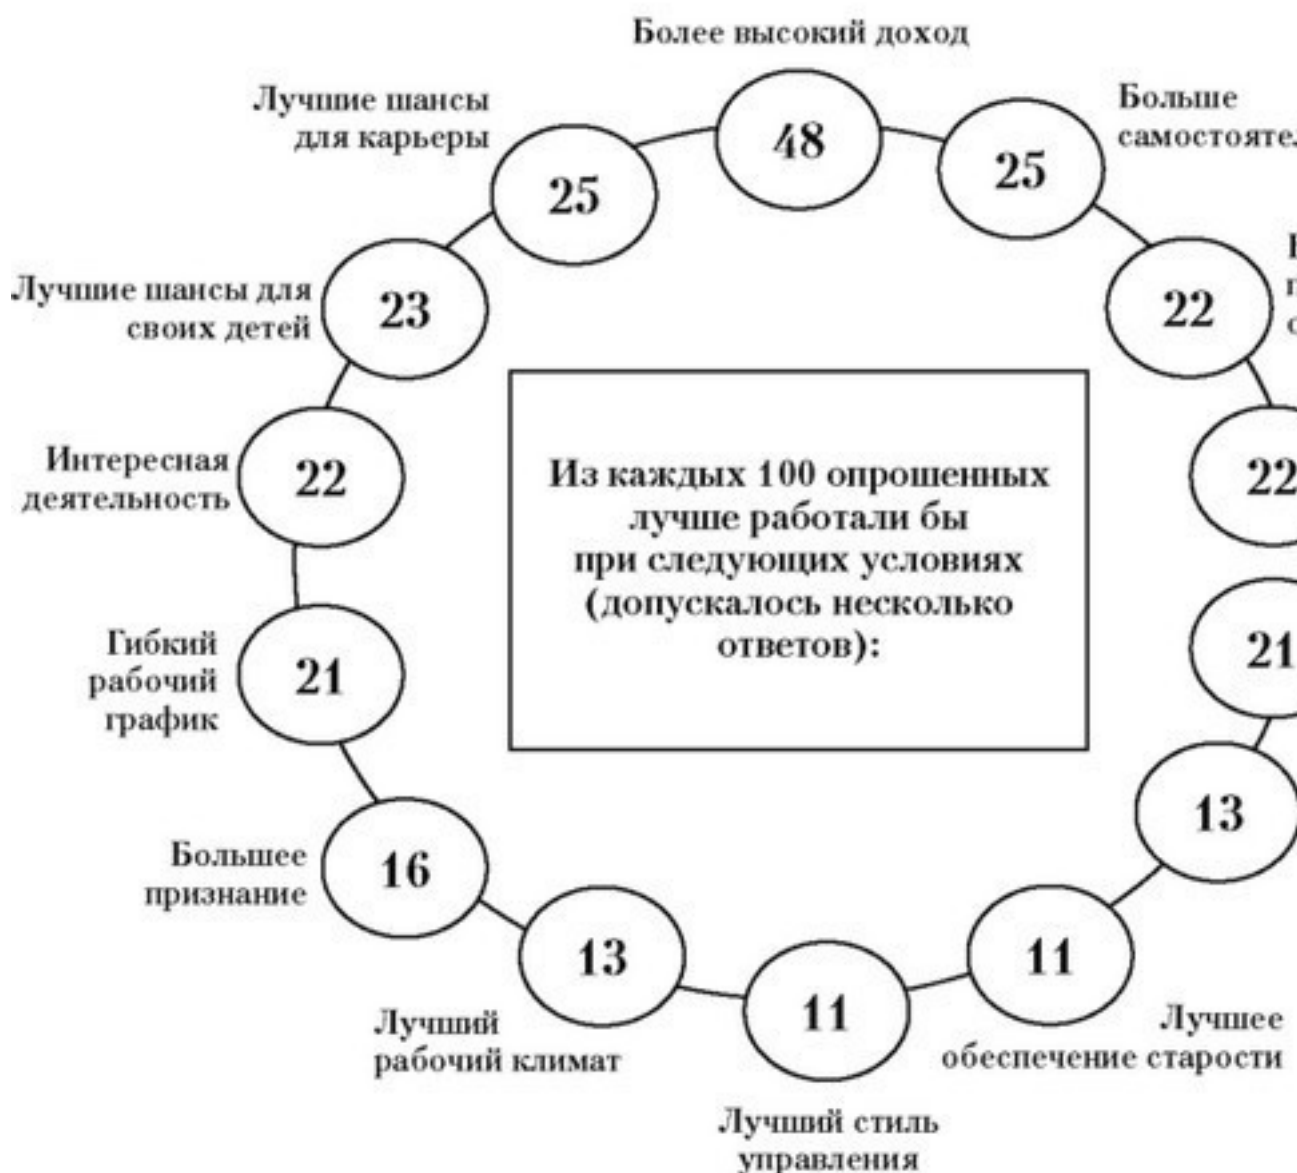 Более высокий доход
48
Лучшие шансы
для карьеры
25
Больше
25
Лучшие шансы для
своих детей
23
22
Интересная
деятельность
22
22
Из каждых 100 опрошенных
лучше работали бы
при следующих условиях
(допускалось несколько
ответов):
Гибкий
рабочий
график
21
21
13
Большее
признание
16
Лучший
рабочий климат
13
11
Лучший стиль
управления
11
Лучшее
обеспечение старости